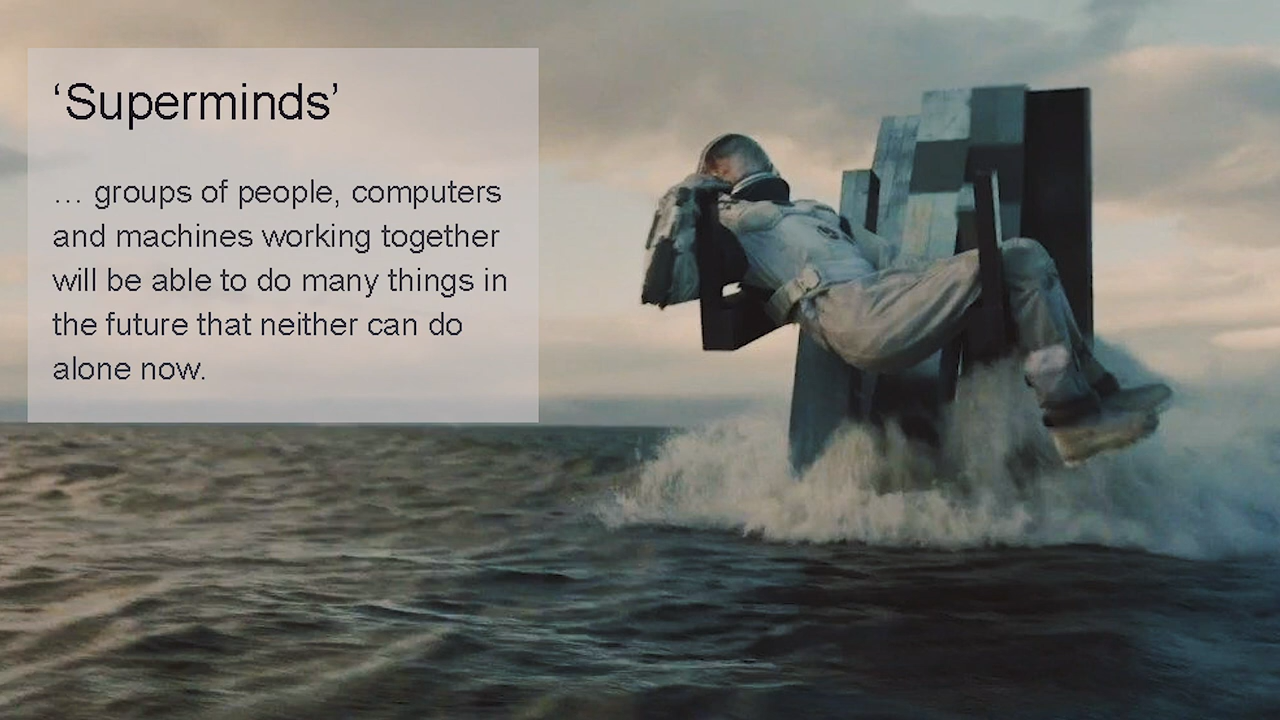 ‘Superminds’
… groups of people, computers
and machines working together
will be able to do many things in
the future that neither can do
alone now.